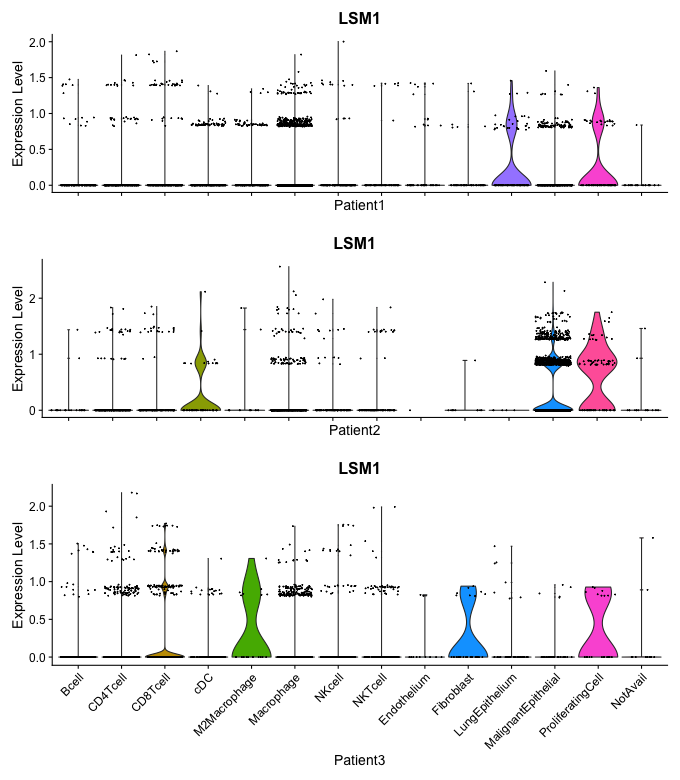 LSM1
Expression Level
2.0
1.5
1.0
0.5
0.0
Patient1
LSM1
Expression Level
2
1
0
Patient2
LSM1
Expression Level
2.0
1.5
1.0
0.5
0.0
Bcell
CD4Tcell
CD8Tcell
cDC
M2Macrophage
Macrophage
NKcell
NKTcell
Endothelium
Fibroblast
LungEpithelium
MalignantEpithelial
ProliferatingCell
NotAvail
Patient3